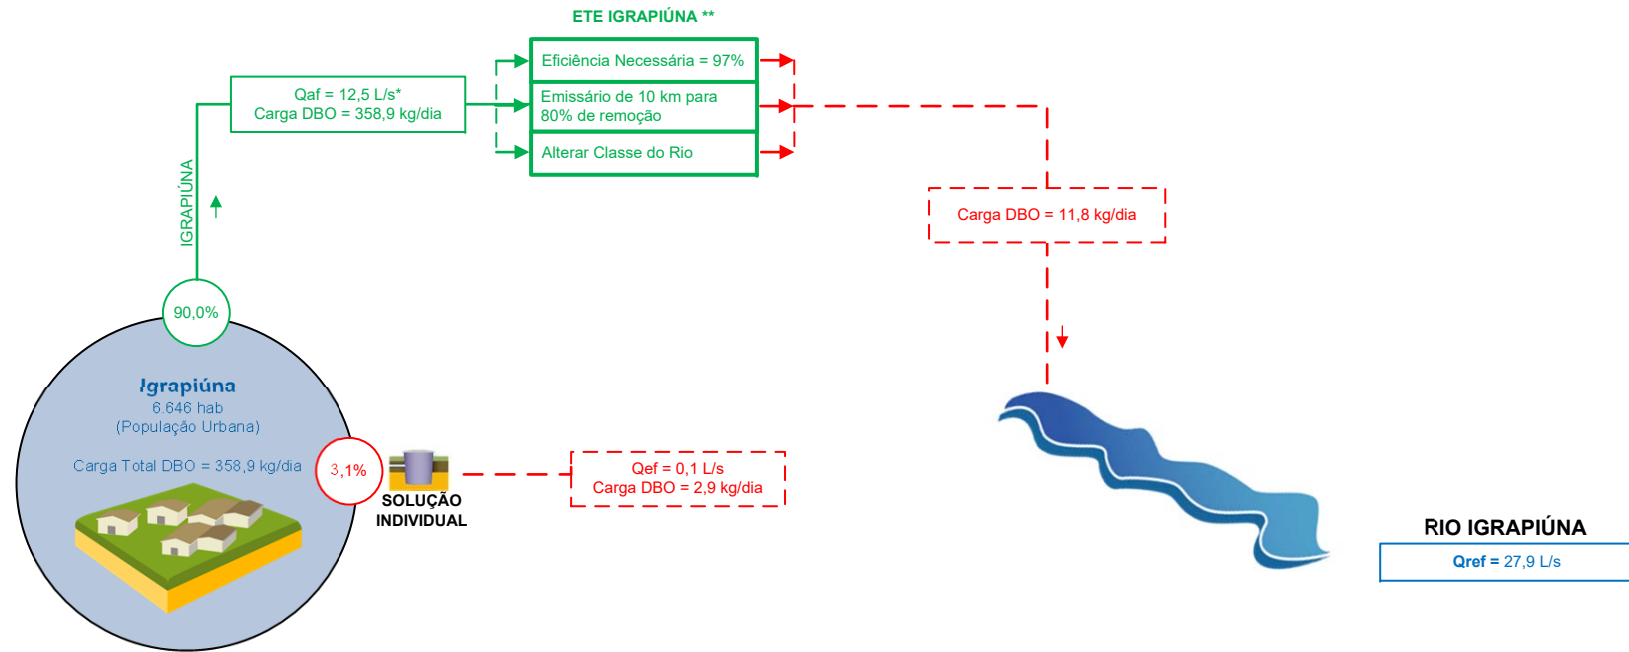 ETE IGRAPIÚNA **
Eficiência Necessária = 97%
Emissário de 10 km para
80% de remoção
Alterar Classe do Rio
Qaf = 12,5 L/s*
Carga DBO = 358,9 kg/dia
IGRAPIÚNA
Carga DBO = 11,8 kg/dia
90,0%
Igrapiúna
6.646 hab
(População Urbana)
Carga Total DBO = 358,9 kg/dia
3,1%
SOLUÇÃO
INDIVIDUAL
Qef = 0,1 L/s
Carga DBO = 2,9 kg/dia
RIO IGRAPIÚNA
Qref = 27,9 L/s